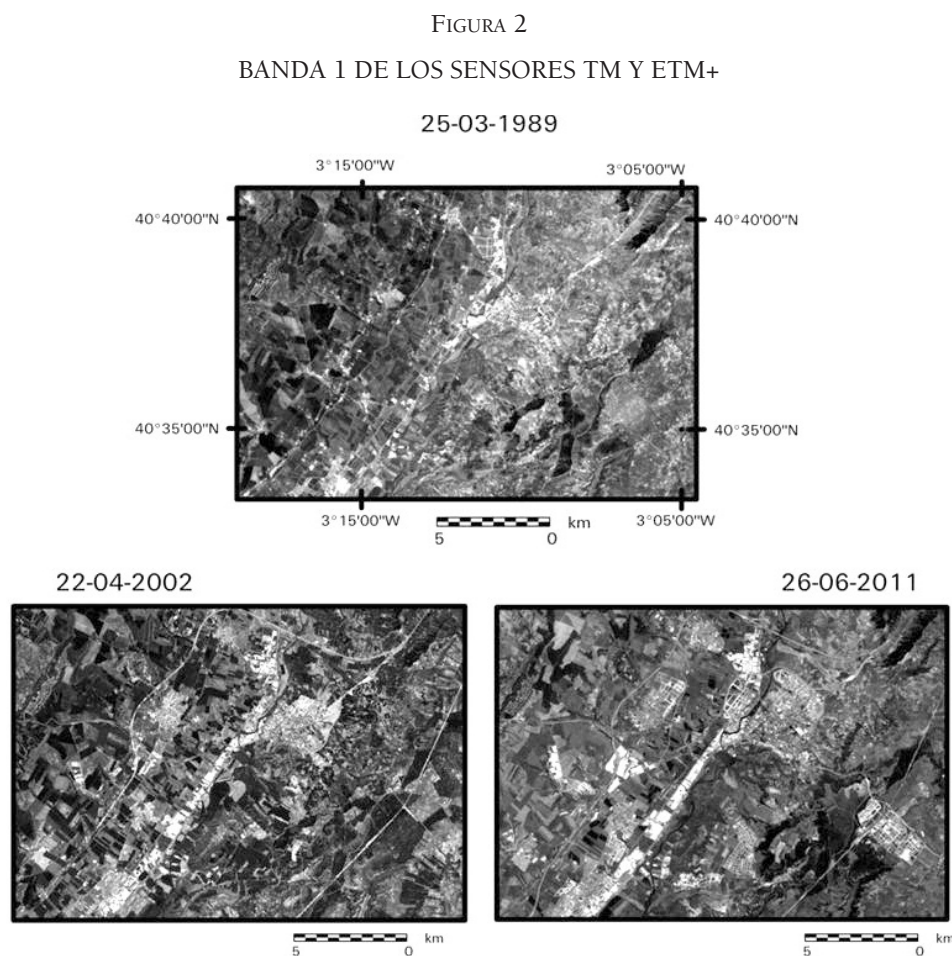 FIGURA 2
BANDA 1 DE LOS SENSORES TM Y ETM+
25-03-1989
3°15'00"W 3°05'00"W
40°40'00"N 40°40'00"N
40°35'00"N 40°35'00"N
3°15'00"W 3°05'00"W
5 0 km
22-04-2002 26-06-2011
5 0 km 5 0 km